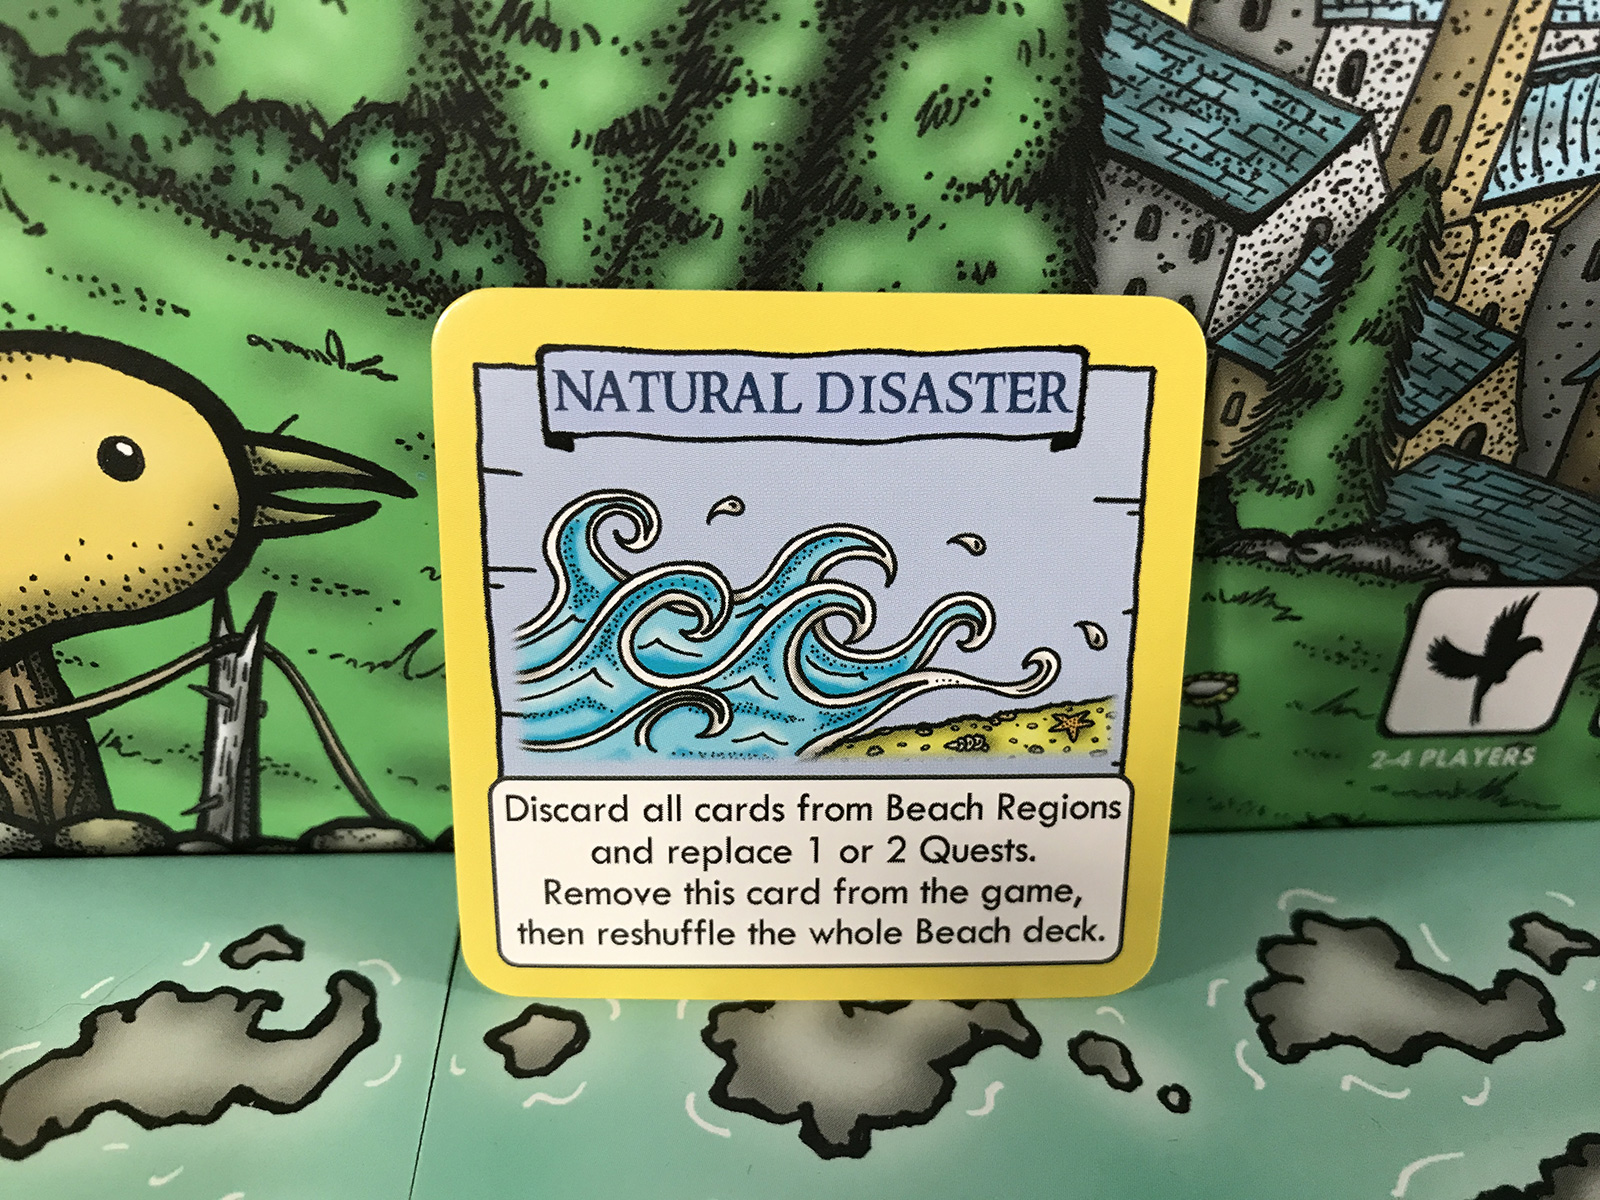 NATURAL DISASTER
Discard all cards from Beach Regions
and replace 1 or 2 Quests.
Remove this card from the game,
then reshuffle the whole Beach deck.
2-4 PLAYERS